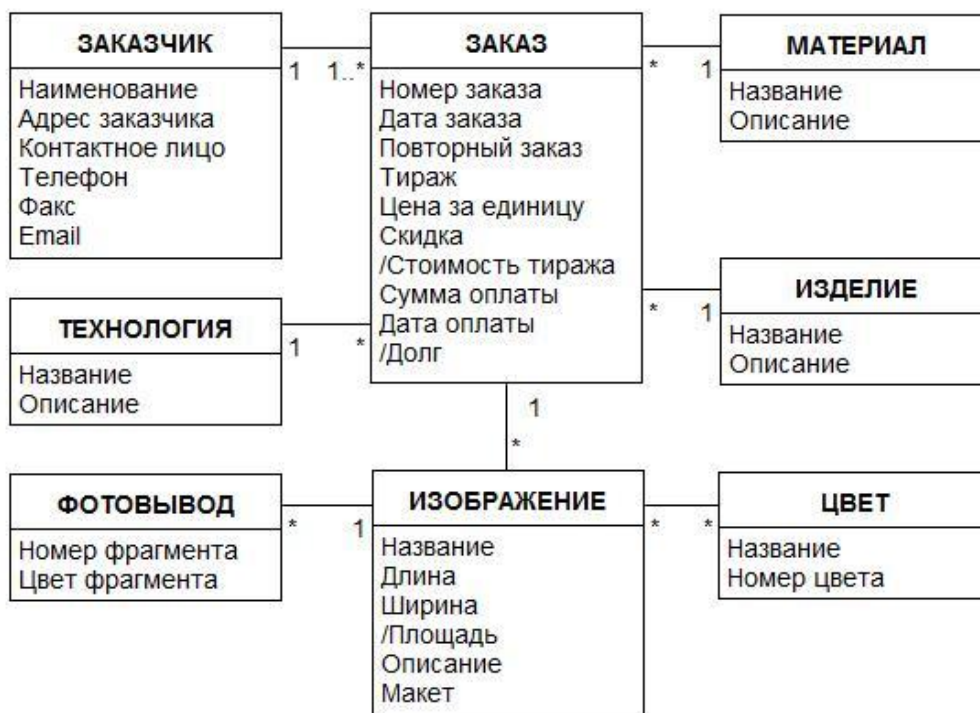 ЗАКАЗЧИК
Наименование
Адрес заказчика
Контактное лицо
Телефон
Факс
Email
1
1..*
ЗАКАЗ
Номер заказа
Дата заказа
Повторный заказ
Тираж
Цена за единицу
Скидка
/Стоимость тиража
Сумма оплаты
Дата оплаты
/Долг
*
1
МАТЕРИАЛ
Название
Описание
ТЕХНОЛОГИЯ
Название
Описание
1
*
*
1
ИЗДЕЛИЕ
Название
Описание
1
*
ФОТОВЫВОД
Номер фрагмента
Цвет фрагмента
*
1
ИЗОБРАЖЕНИЕ
Название
Длина
Ширина
/Площадь
Описание
Макет
*
*
ЦВЕТ
Название
Номер цвета